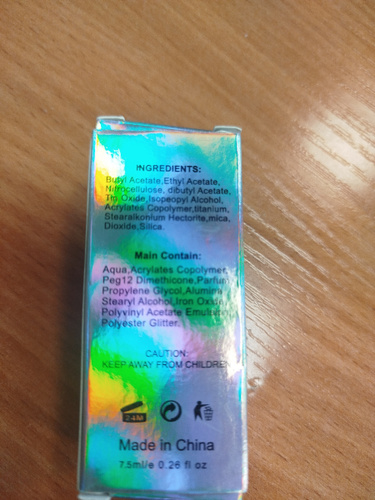 INGREDIENTS:
Butyl Acetate,Ethyl Acetate,
Nitrocellulose, dibutyl Acetate,
Tin Oxide,Isopeopyl Alcohol,
Acrylates Copolymer,titanium,
Stearalkonium Hectorite,mica,
Dioxide,Silica.
Main Contain:
Aqua,Acrylates Copolymer,
Peg12 Dimethicone,Parfum
Propylene Glycol,Alumina
Stearyl Alcohol,Iron Oxide
Polyvinyl Acetate Emulsion
Polyester Glitter.
CAUTION:
KEEP AWAY FROM CHILDREN
24M
Made in China
7.5ml/e 0.26 fl oz